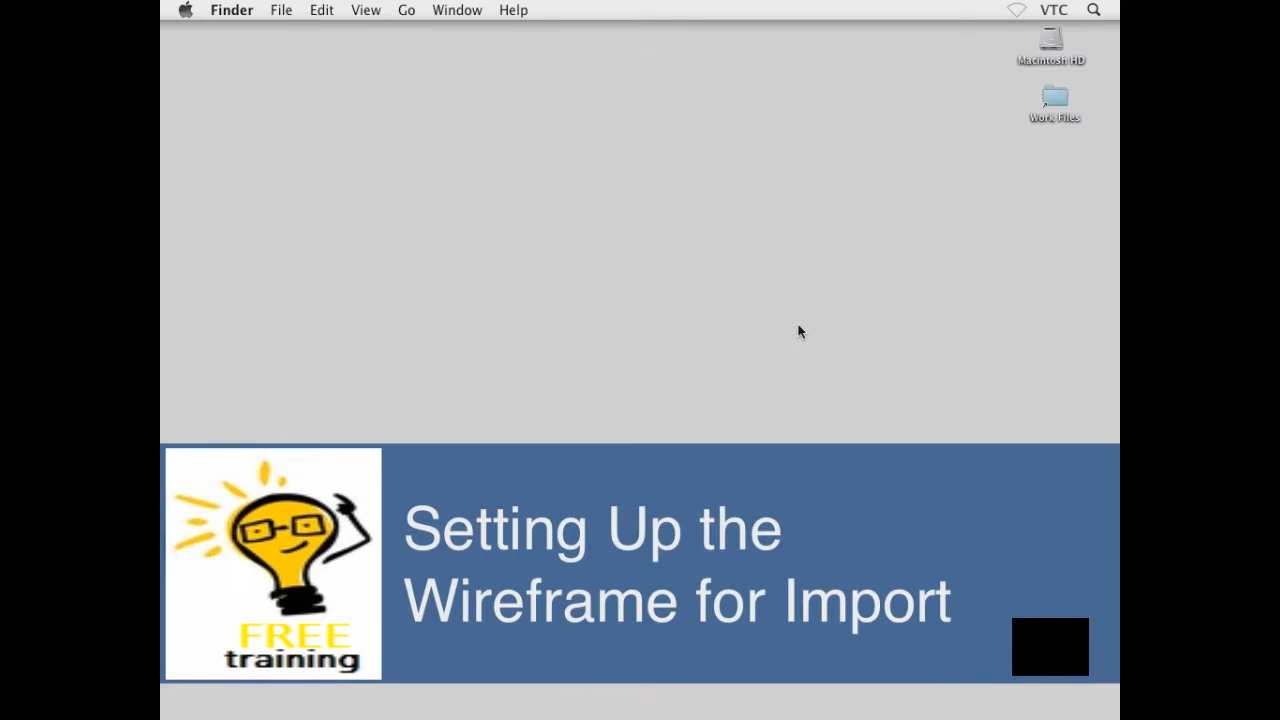 Finder File Edit View Go Window Help VTC
Macintosh HD
Work Files
Setting Up the
Wireframe for Import
FREE
training